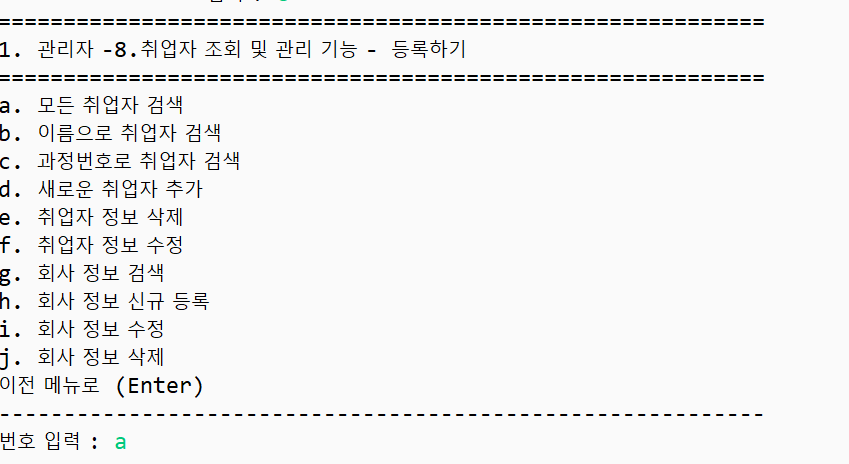 ============================================================
1. 관리자 -8.취업자 조회 및 관리 기능 - 등록하기
============================================================
a. 모든 취업자 검색
b. 이름으로 취업자 검색
c. 과정번호로 취업자 검색
d. 새로운 취업자 추가
e. 취업자 정보 삭제
f. 취업자 정보 수정
g. 회사 정보 검색
h. 회사 정보 신규 등록
i. 회사 정보 수정
j. 회사 정보 삭제
이전 메뉴로 (Enter)
------------------------------------------------------------
번호 입력 : a